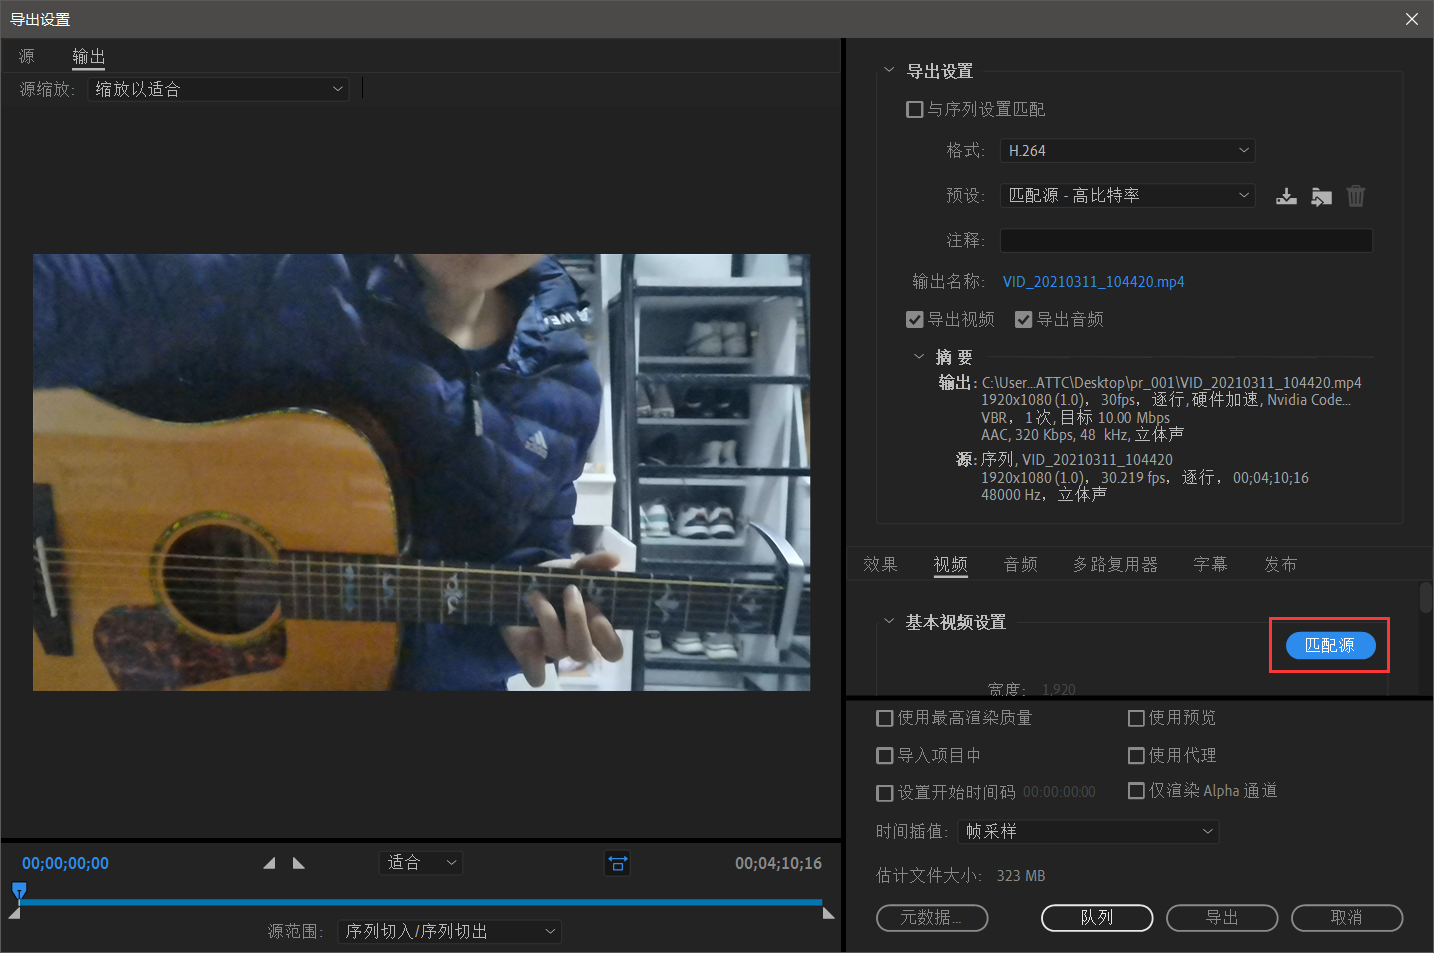 导出设置
源 输出
源缩放: 缩放以适合
导出设置
与序列设置匹配
格式: H.264
预设: 匹配源 - 高比特率
注释:
输出名称: VID_20210311_104420.mp4
导出视频 导出音频
摘要
输出: C:\User...ATTC\Desktop\pr_001\VID_20210311_104420.mp4
1920x1080 (1.0)， 30fps， 逐行, 硬件加速, Nvidia Code...
VBR， 1 次, 目标 10.00 Mbps
AAC, 320 Kbps, 48 kHz, 立体声
源: 序列, VID_20210311_104420
1920x1080 (1.0)， 30.219 fps， 逐行， 00;04;10;16
48000 Hz， 立体声
效果 视频 音频 多路复用器 字幕 发布
基本视频设置
匹配源
宽度: 1,920
使用最高渲染质量 使用预览
导入项目中 使用代理
设置开始时间码 00:00:00:00 仅渲染 Alpha 通道
时间插值: 帧采样
估计文件大小: 323 MB
元数据... 队列 导出 取消
00;00;00;00 适合 00;04;10;16
源范围: 序列切入/序列切出
adidas